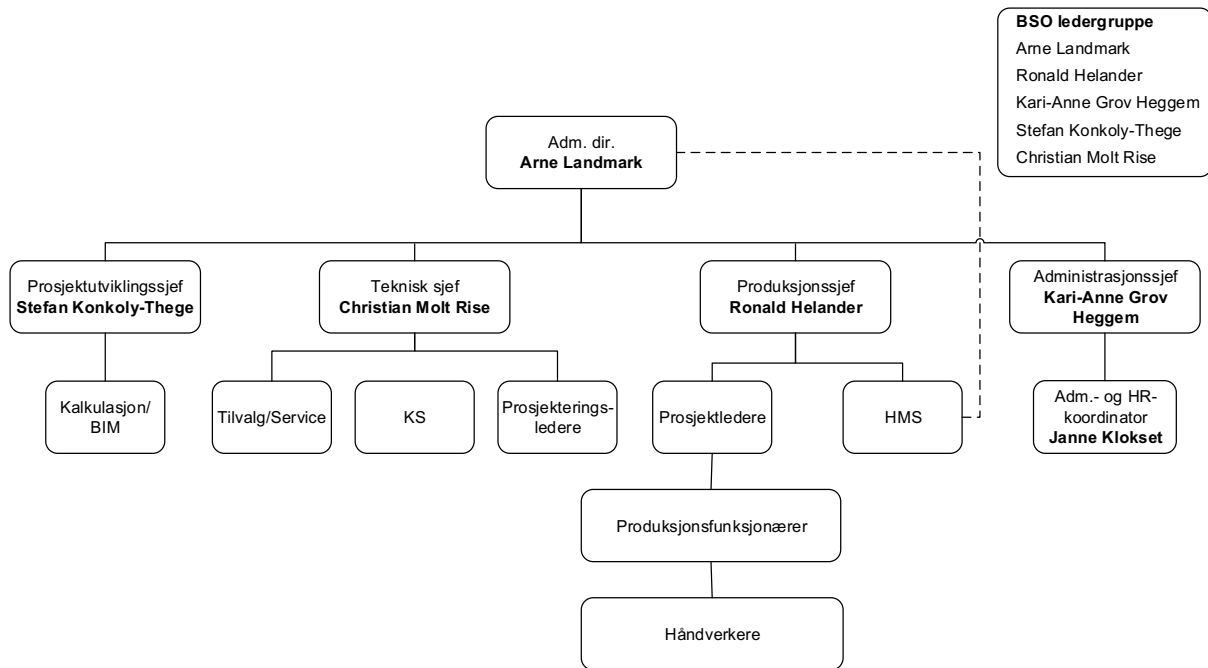 BSO ledergruppe
Arne Landmark
Ronald Helander
Kari-Anne Grov Heggem
Stefan Konkoly-Thege
Christian Molt Rise
Adm. dir.
Arne Landmark
Prosjektutviklingssjef
Stefan Konkoly-Thege
Teknisk sjef
Christian Molt Rise
Produksjonssjef
Ronald Helander
Administrasjonssjef
Kari-Anne Grov
Heggem
Kalkulasjon/
BIM
Tilvalg/Service
KS
Prosjekterings-
ledere
Prosjektledere
HMS
Adm.- og HR-
koordinator
Janne Klokset
Produksjonsfunksjonærer
Håndverkere